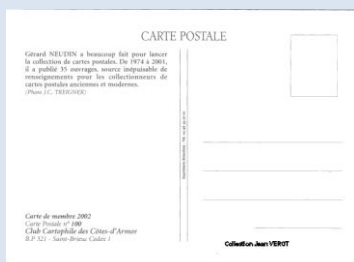 CARTE POSTALE
Gérard NEUDIN a beaucoup fait pour lancer
la collection de cartes postales. De 1974 à 2001,
il a publié 35 ouvrages, source inépuisable de
renseignements pour les collectionneurs de
cartes postales anciennes et modernes.
(Photo J.C. TREIGNER)
Carte de membre 2002
Carte Postale n° 100
Club Cartophile des Côtes-d'Armor
B.P 321 - Saint-Brieuc Cedex 1
Collection Jean VEROT